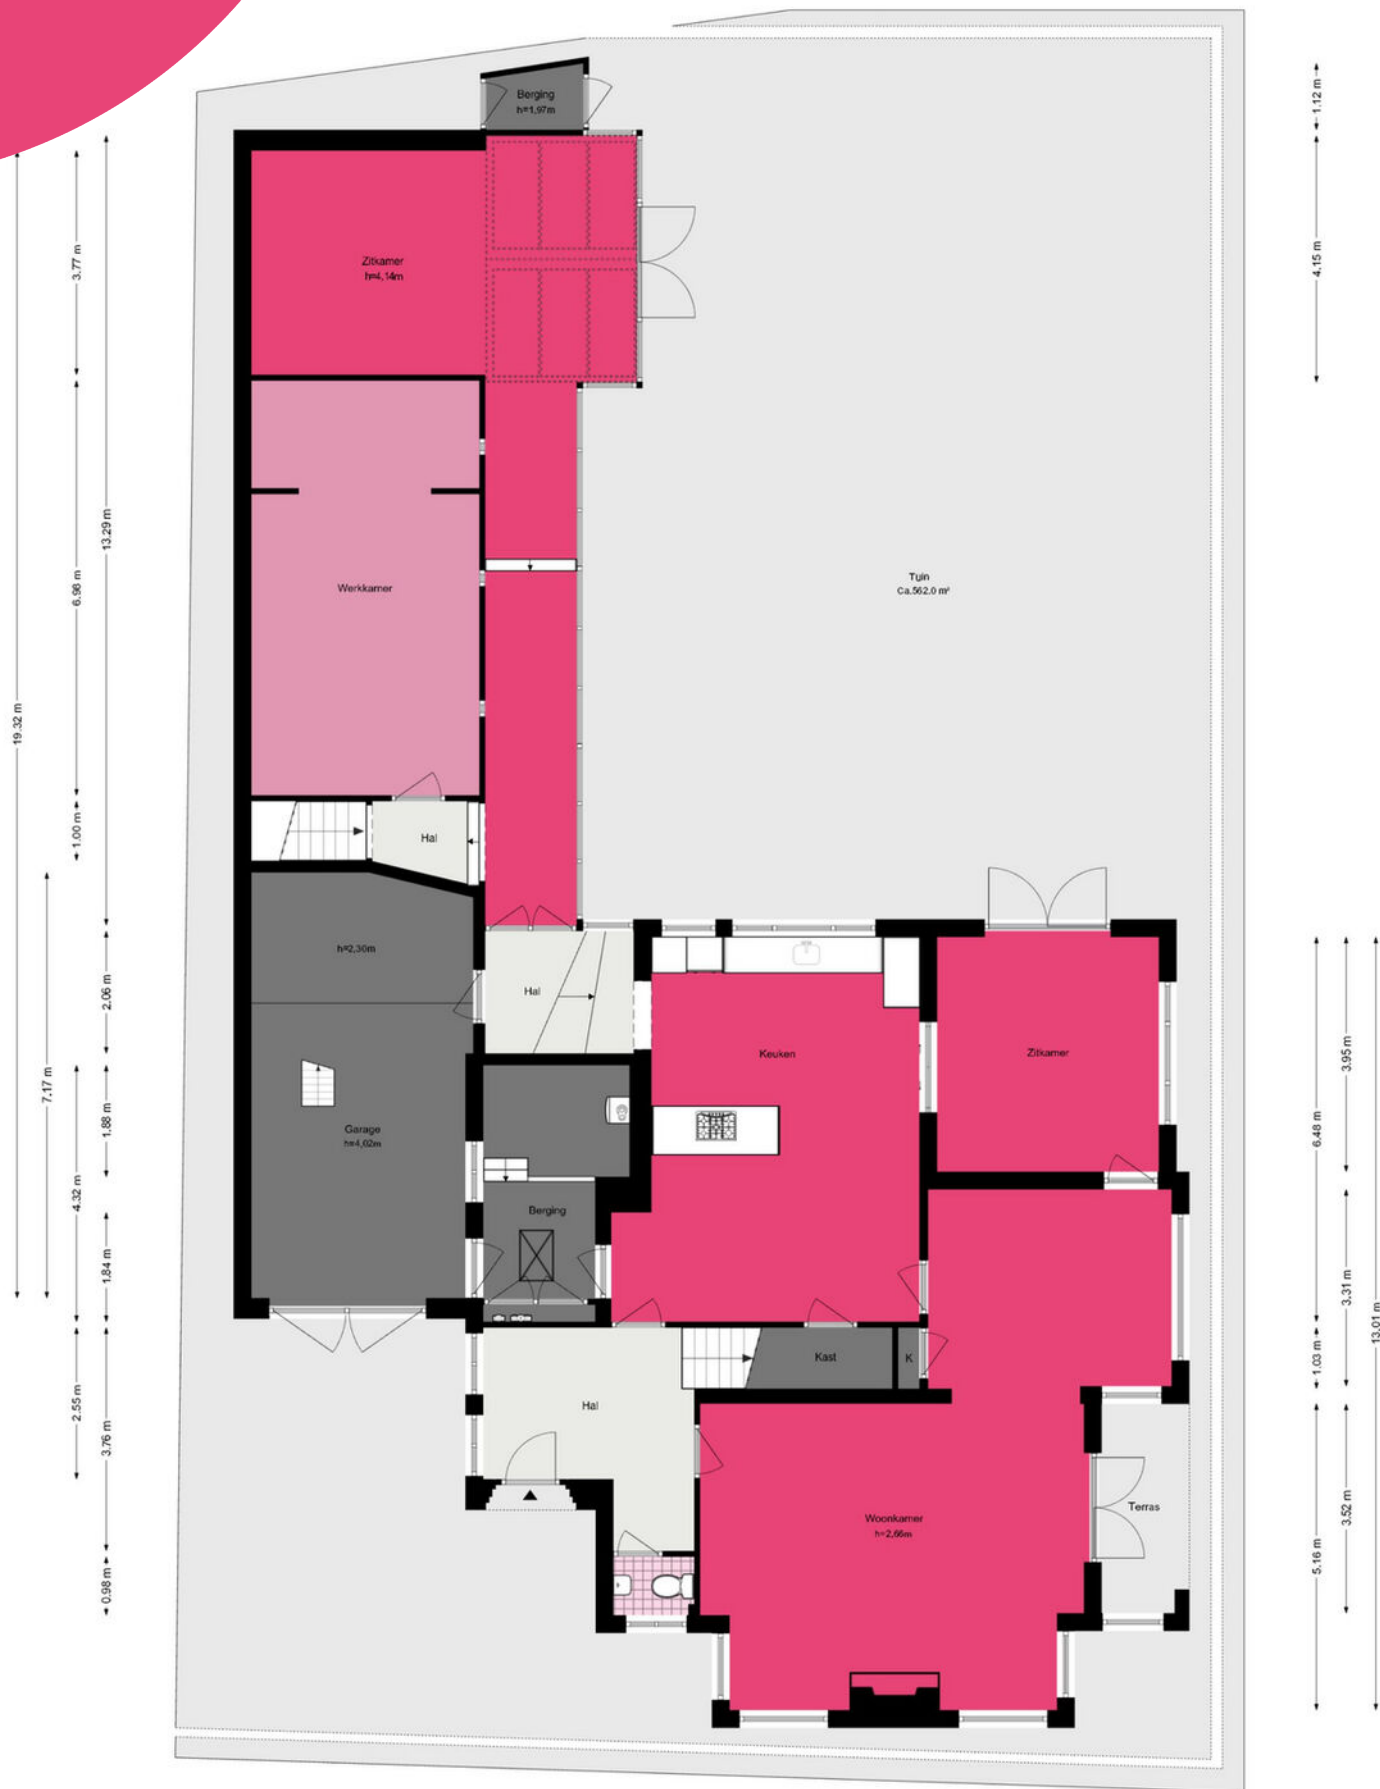 Berging
h=1,97m
Zitkamer
h=4,14m
Werkkamer
Tuin
Ca.562.0 m²
Hal
h=2,30m
Hal
Keuken
Zitkamer
Garage
h=4,02m
Berging
Kast
K
Hal
Woonkamer
h=2,66m
Terras
19.32 m
3.77 m
6.98 m
1.00 m
7.17 m
4.32 m
2.55 m
13.29 m
2.06 m
1.88 m
1.84 m
3.76 m
0.98 m
1.12 m
4.15 m
6.48 m
1.03 m
5.16 m
3.95 m
3.31 m
3.52 m
13.01 m